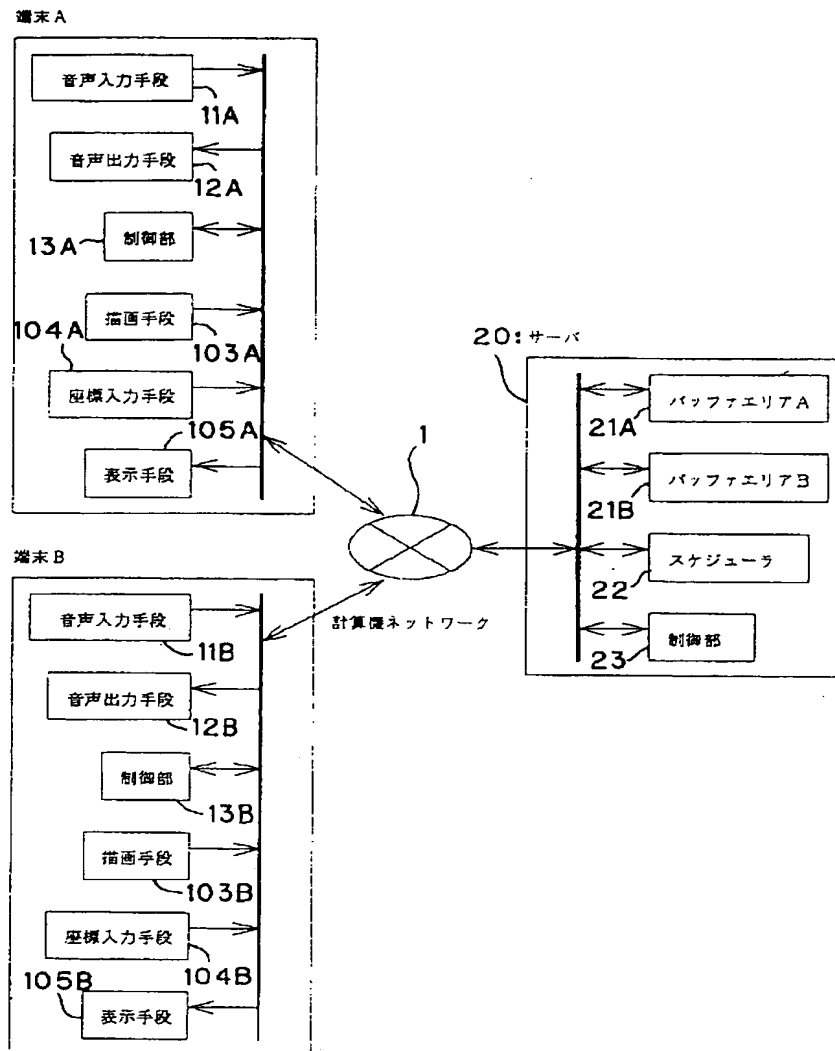 端末A
音声入力手段
11A
音声出力手段
12A
制御部
13A
描画手段
104A
103A
座標入力手段
105A
表示手段
1
計算機ネットワーク
20:サーバ
バッファエリアA
21A
バッファエリアB
21B
スケジューラ
22
制御部
23
端末B
音声入力手段
11B
音声出力手段
12B
制御部
13B
描画手段
103B
座標入力手段
104B
105B
表示手段